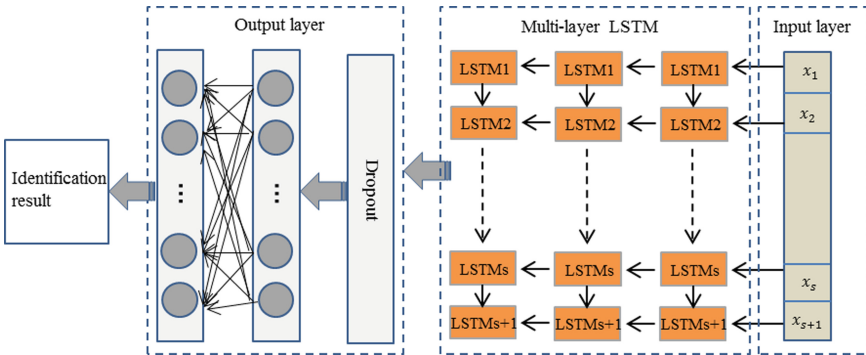 Output layer
Multi-layer LSTM
Input layer
LSTM1 LSTM1 LSTM1 x₁
LSTM2 LSTM2 LSTM2 x₂
Identification
result
...
...
Dropout
LSTMs LSTMs LSTMs xₛ
LSTMs+1 LSTMs+1 LSTMs+1 xₛ₊₁